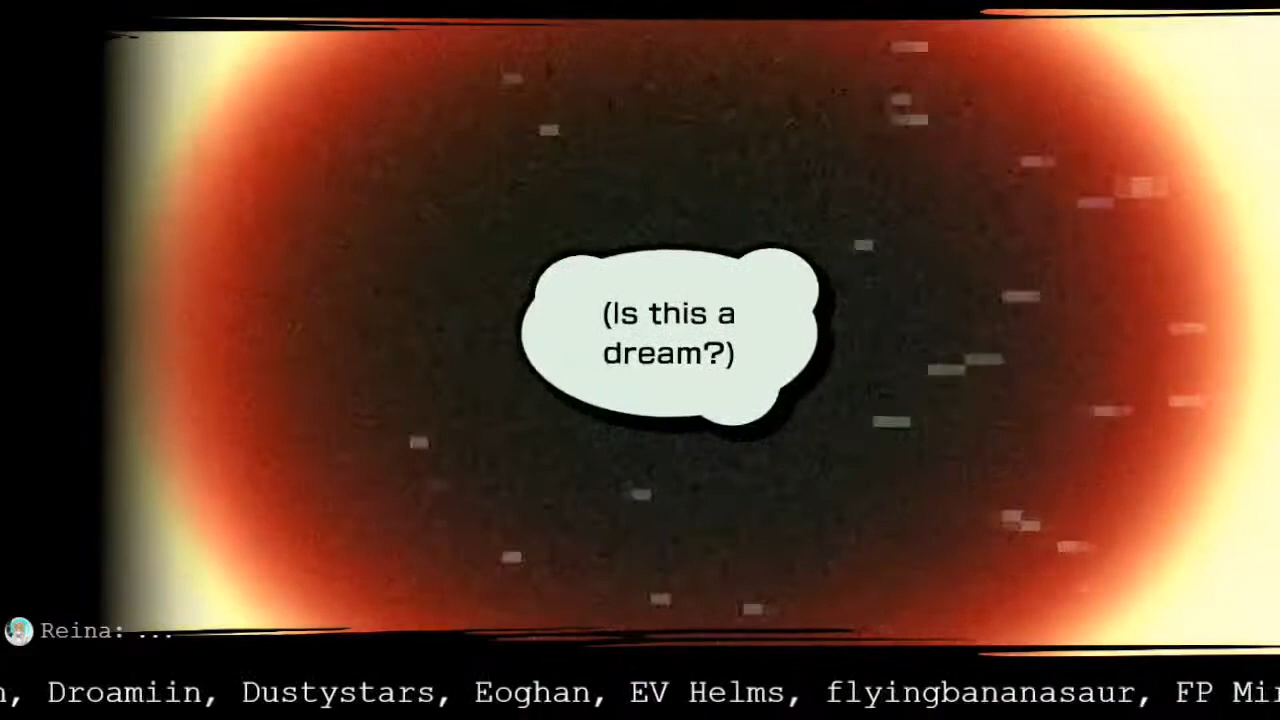 (Is this a
dream?)
Reina: ...
, Droamiin, Dustystars, Eoghan, EV Helms, flyingbananasaur, FP